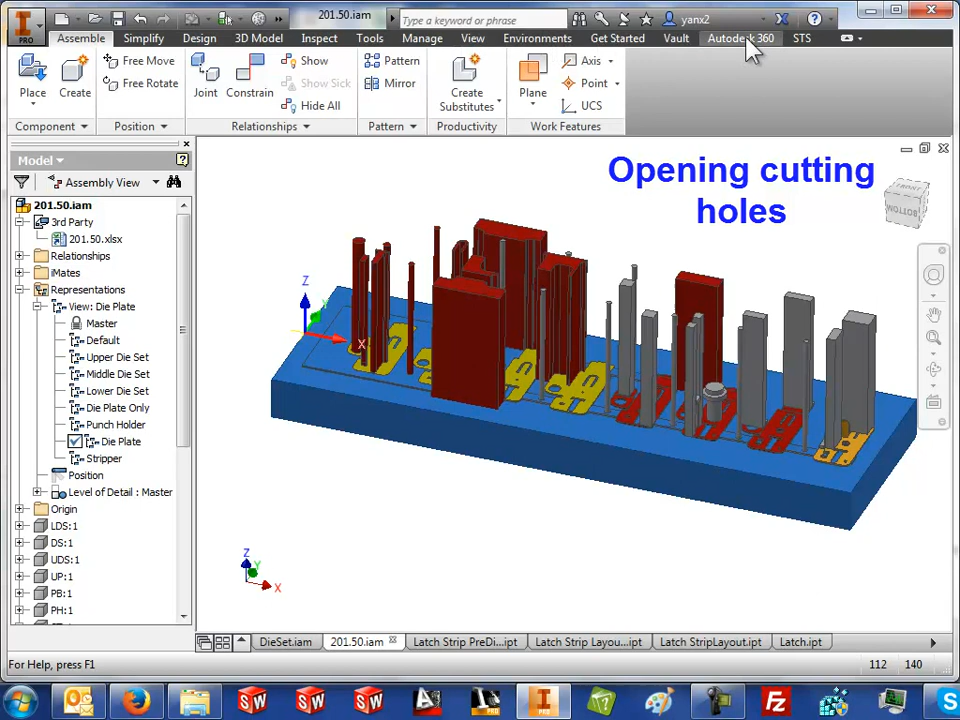 201.50.iam
Type a keyword or phrase
yanx2
PRO
Assemble Simplify Design 3D Model Inspect Tools Manage View Environments Get Started Vault Autodesk 360 STS
Free Move Show Pattern Axis
Free Rotate Show Sick Mirror Point
Place Create Joint Constrain Hide All Create Substitutes Plane UCS
Component Position Relationships Pattern Productivity Work Features
Model
Assembly View
201.50.iam
3rd Party
201.50.xlsx
Relationships
iMates
Representations
View: Die Plate
Master
Default
Upper Die Set
Middle Die Set
Lower Die Set
Die Plate Only
Punch Holder
Die Plate
Stripper
Position
Level of Detail : Master
Origin
LDS:1
DS:1
UDS:1
UP:1
PB:1
PH:1
Opening cutting
holes
FRONT
BOTTOM
Z
Y
X
Z
Y
X
DieSet.iam 201.50.iam Latch Strip PreDi...ipt Latch Strip Layou...ipt Latch StripLayout.ipt Latch.ipt
For Help, press F1 112 140